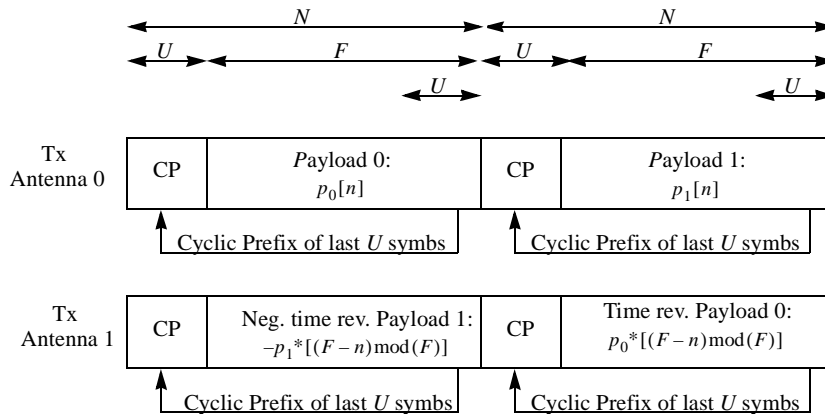 N N
U F U F
U U
Tx
Antenna 0
CP
Payload 0:
p₀[n]
CP
Payload 1:
p₁[n]
Cyclic Prefix of last U symbs
Cyclic Prefix of last U symbs
Tx
Antenna 1
CP
Neg. time rev. Payload 1:
–p₁*[(F – n)mod(F)]
CP
Time rev. Payload 0:
p₀*[(F – n)mod(F)]
Cyclic Prefix of last U symbs
Cyclic Prefix of last U symbs